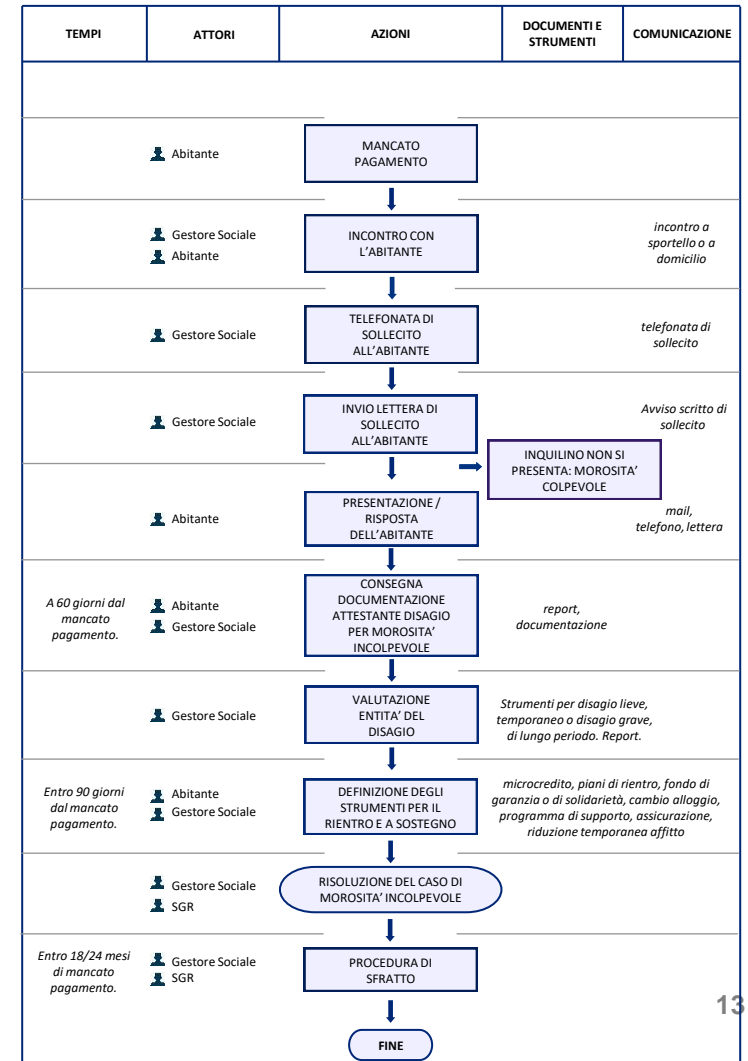 TEMPI
ATTORI
AZIONI
DOCUMENTI E
STRUMENTI
COMUNICAZIONE
Abitante
MANCATO
PAGAMENTO
Gestore Sociale
Abitante
INCONTRO CON
L’ABITANTE
incontro a
sportello o a
domicilio
Gestore Sociale
TELEFONATA DI
SOLLECITO
ALL’ABITANTE
telefonata di
sollecito
Gestore Sociale
INVIO LETTERA DI
SOLLECITO
ALL’ABITANTE
Avviso scritto di
sollecito
INQUILINO NON SI
PRESENTA: MOROSITA’
COLPEVOLE
Abitante
PRESENTAZIONE /
RISPOSTA
DELL’ABITANTE
mail,
telefono, lettera
A 60 giorni dal
mancato
pagamento.
Abitante
Gestore Sociale
CONSEGNA
DOCUMENTAZIONE
ATTESTANTE DISAGIO
PER MOROSITA’
INCOLPEVOLE
report,
documentazione
Gestore Sociale
VALUTAZIONE
ENTITA’ DEL
DISAGIO
Strumenti per disagio lieve,
temporaneo o disagio grave,
di lungo periodo. Report.
Entro 90 giorni
dal mancato
pagamento.
Abitante
Gestore Sociale
DEFINIZIONE DEGLI
STRUMENTI PER IL
RIENTRO E A SOSTEGNO
microcredito, piani di rientro, fondo di
garanzia o di solidarietà, cambio alloggio,
programma di supporto, assicurazione,
riduzione temporanea affitto
Gestore Sociale
SGR
RISOLUZIONE DEL CASO DI
MOROSITA’ INCOLPEVOLE
Entro 18/24 mesi
di mancato
pagamento.
Gestore Sociale
SGR
PROCEDURA DI
SFRATTO
13
FINE